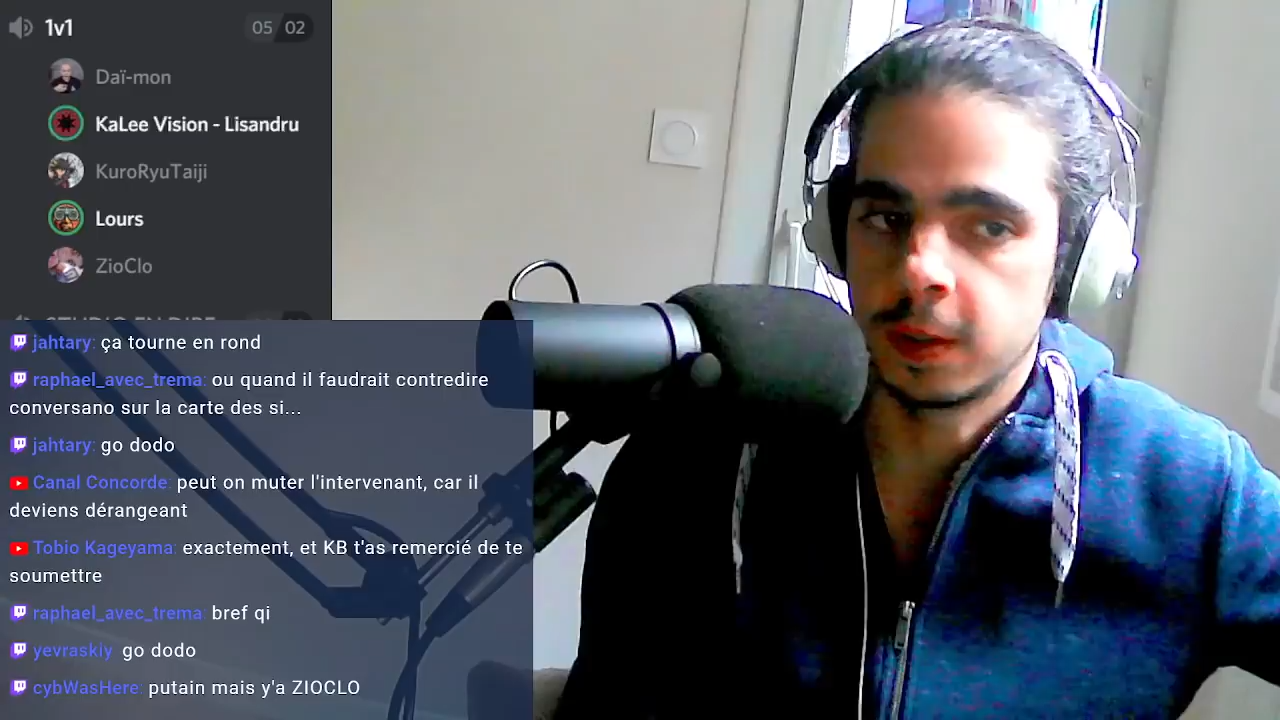 1v1
05 02
Daï-mon
KaLee Vision - Lisandru
KuroRyuTaiji
Lours
ZioClo
STUDIO EN DIRE
jahtary: ça tourne en rond
raphael_avec_trema: ou quand il faudrait contredire
conversano sur la carte des si...
jahtary: go dodo
Canal Concorde: peut on muter l'intervenant, car il
deviens dérangeant
Tobio Kageyama: exactement, et KB t'as remercié de te
soumettre
raphael_avec_trema: bref qi
yevraskiy go dodo
cybWasHere: putain mais y'a ZIOCLO